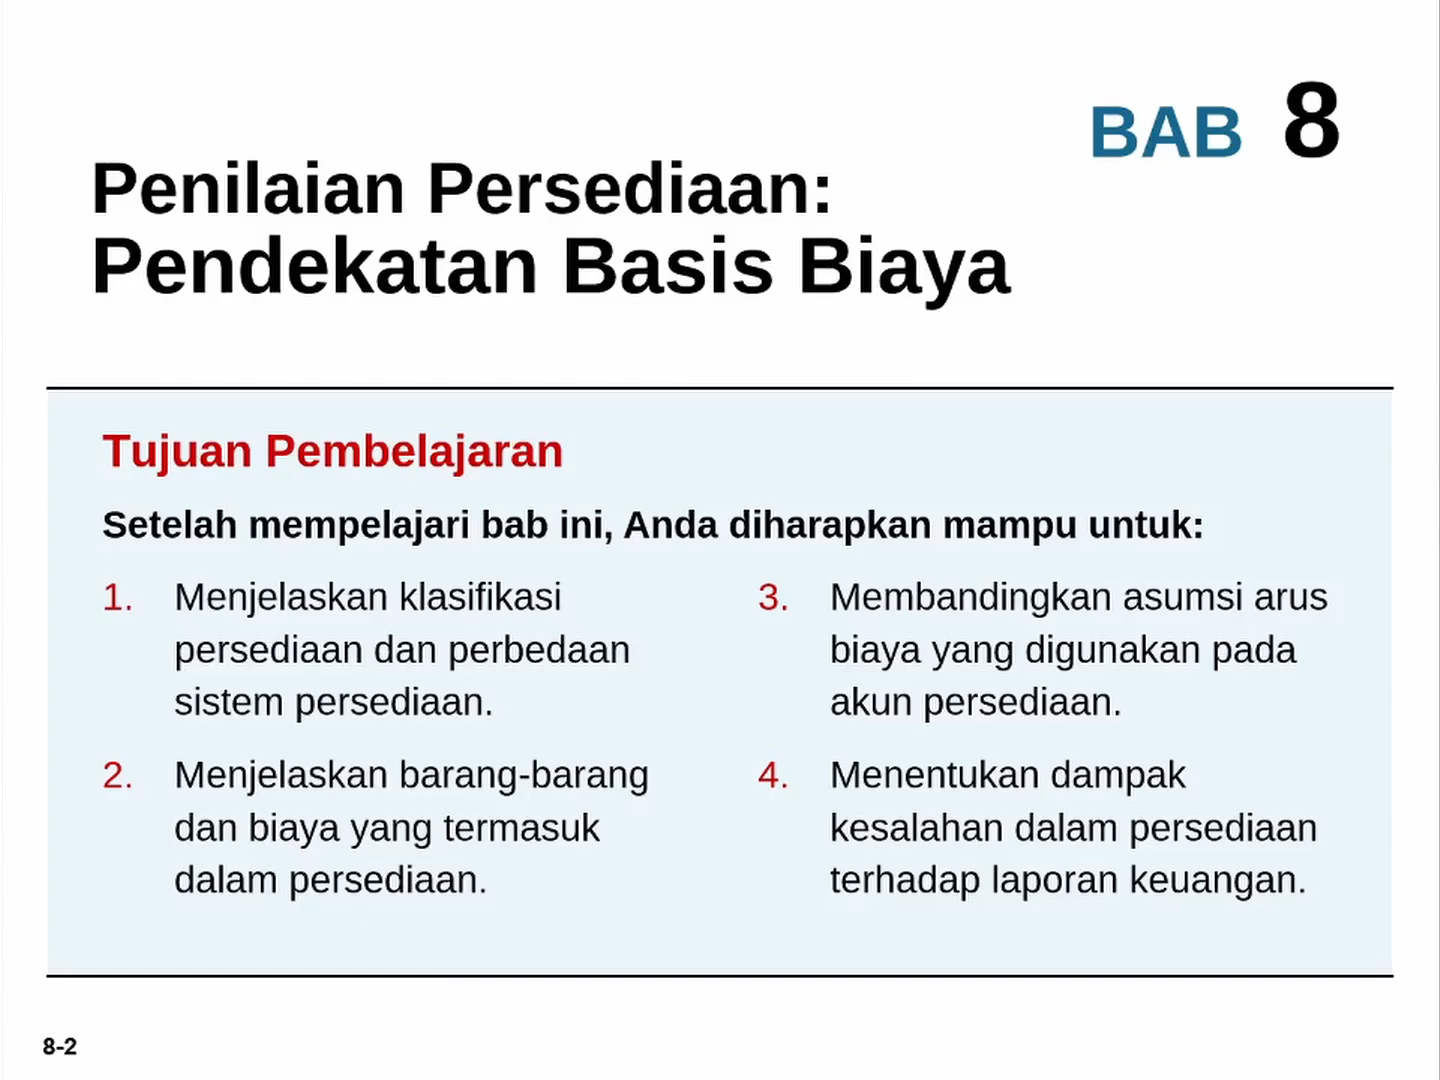 BAB 8
Penilaian Persediaan:
Pendekatan Basis Biaya
Tujuan Pembelajaran
Setelah mempelajari bab ini, Anda diharapkan mampu untuk:
1. Menjelaskan klasifikasi
persediaan dan perbedaan
sistem persediaan.
2. Menjelaskan barang-barang
dan biaya yang termasuk
dalam persediaan.
3. Membandingkan asumsi arus
biaya yang digunakan pada
akun persediaan.
4. Menentukan dampak
kesalahan dalam persediaan
terhadap laporan keuangan.
8-2